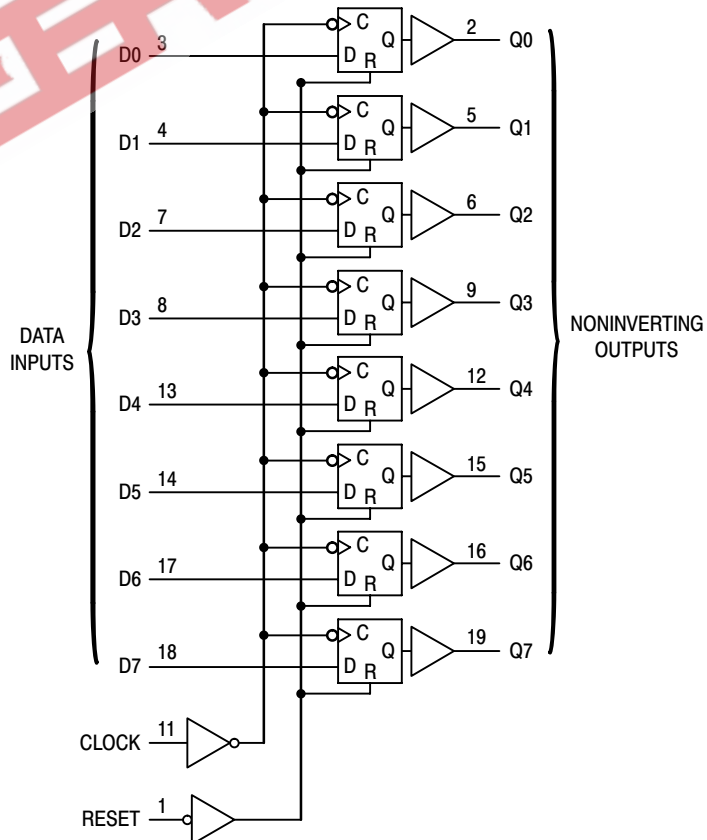 C
Q
D R
D0 3
2 Q0
C
Q
D R
D1 4
5 Q1
C
Q
D R
D2 7
6 Q2
C
Q
D R
D3 8
9 Q3
DATA
INPUTS
NONINVERTING
OUTPUTS
C
Q
D R
D4 13
12 Q4
C
Q
D R
D5 14
15 Q5
C
Q
D R
D6 17
16 Q6
C
Q
D R
D7 18
19 Q7
CLOCK 11
RESET 1